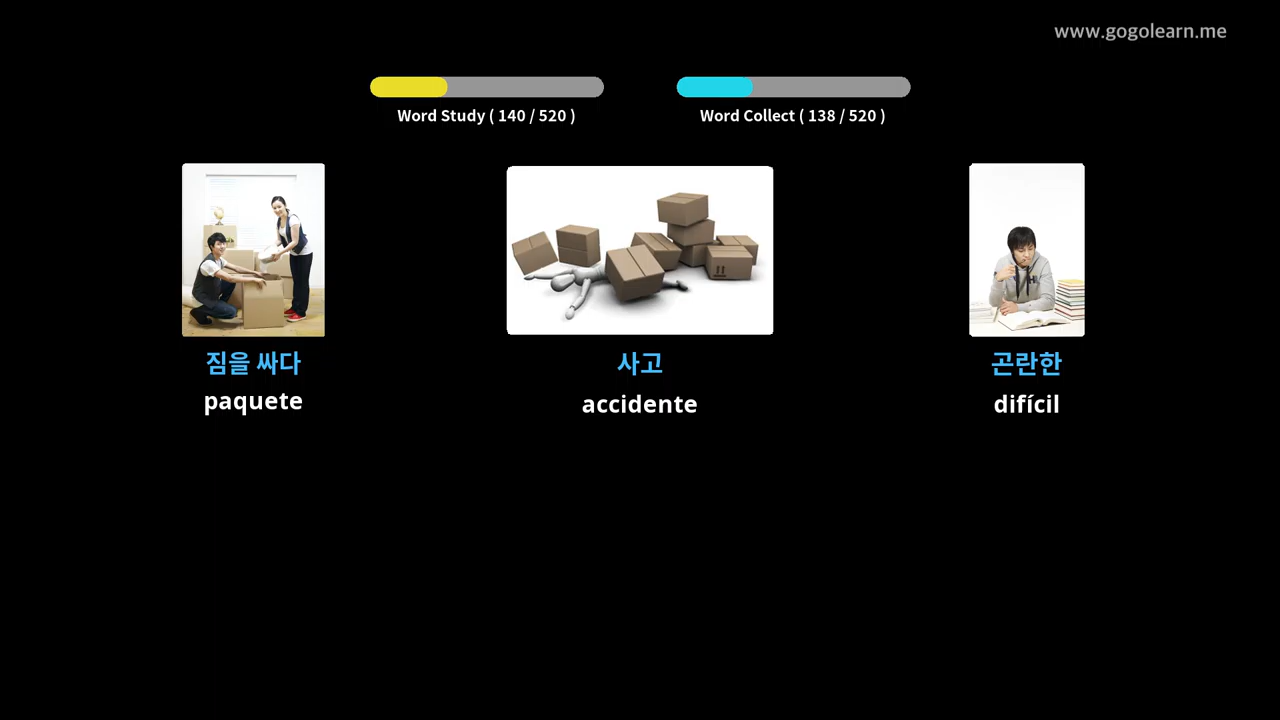 www.gogolearn.me
Word Study ( 140 / 520 )
Word Collect ( 138 / 520 )
짐을 싸다
paquete
사고
accidente
곤란한
difícil